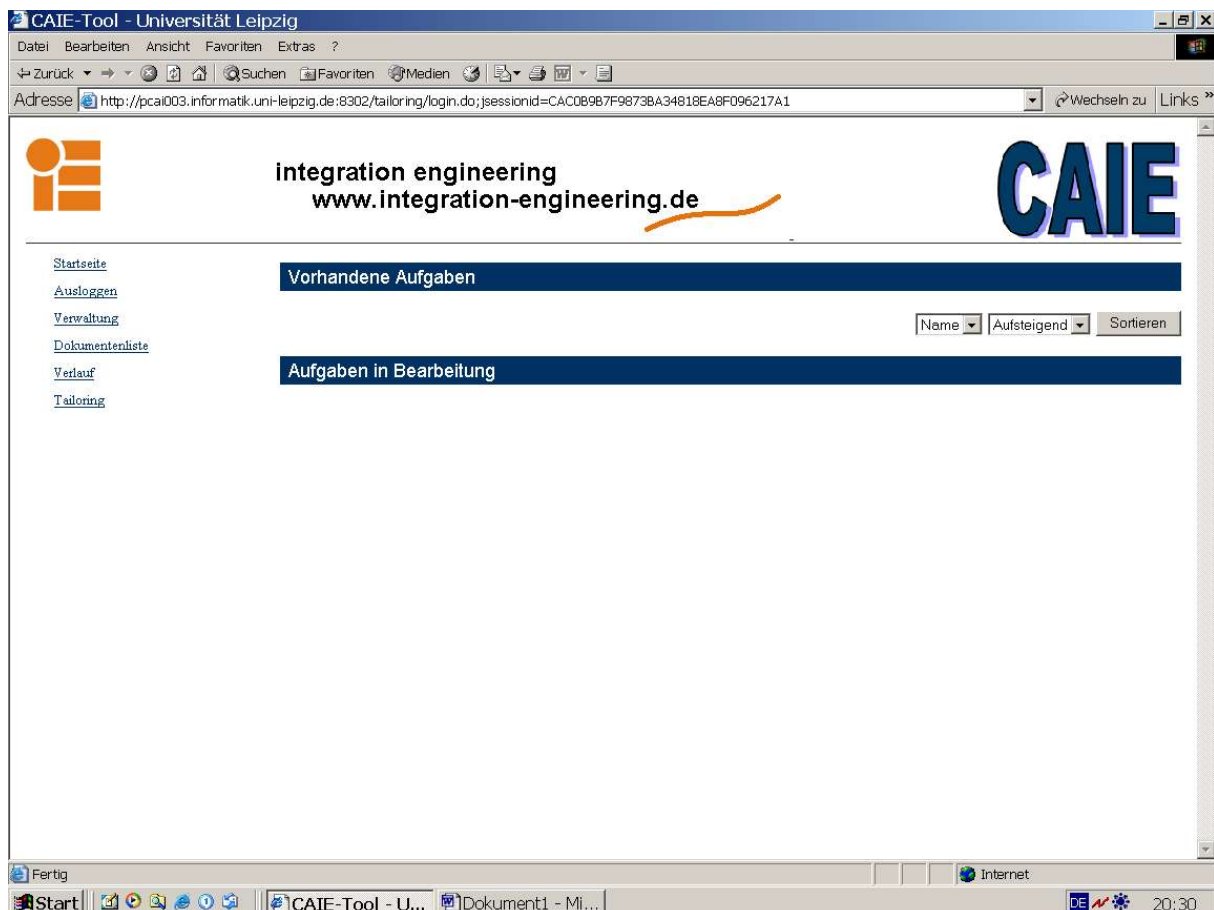 CAIE-Tool - Universität Leipzig
Datei Bearbeiten Ansicht Favoriten Extras ?
Zurück Suchen Favoriten Medien
Adresse http://pcai003.informatik.uni-leipzig.de:8302/tailoring/login.do;jsessionid=CAC0B9B7F9873BA34818EA8F096217A1 Wechseln zu Links »
integration engineering
www.integration-engineering.de
CAIE
Startseite
Ausloggen
Verwaltung
Dokumentenliste
Verlauf
Tailoring
Vorhandene Aufgaben
Name Aufsteigend Sortieren
Aufgaben in Bearbeitung
Fertig Internet
Start CAIE-Tool - U... Dokument1 - Mi... DE 20:30